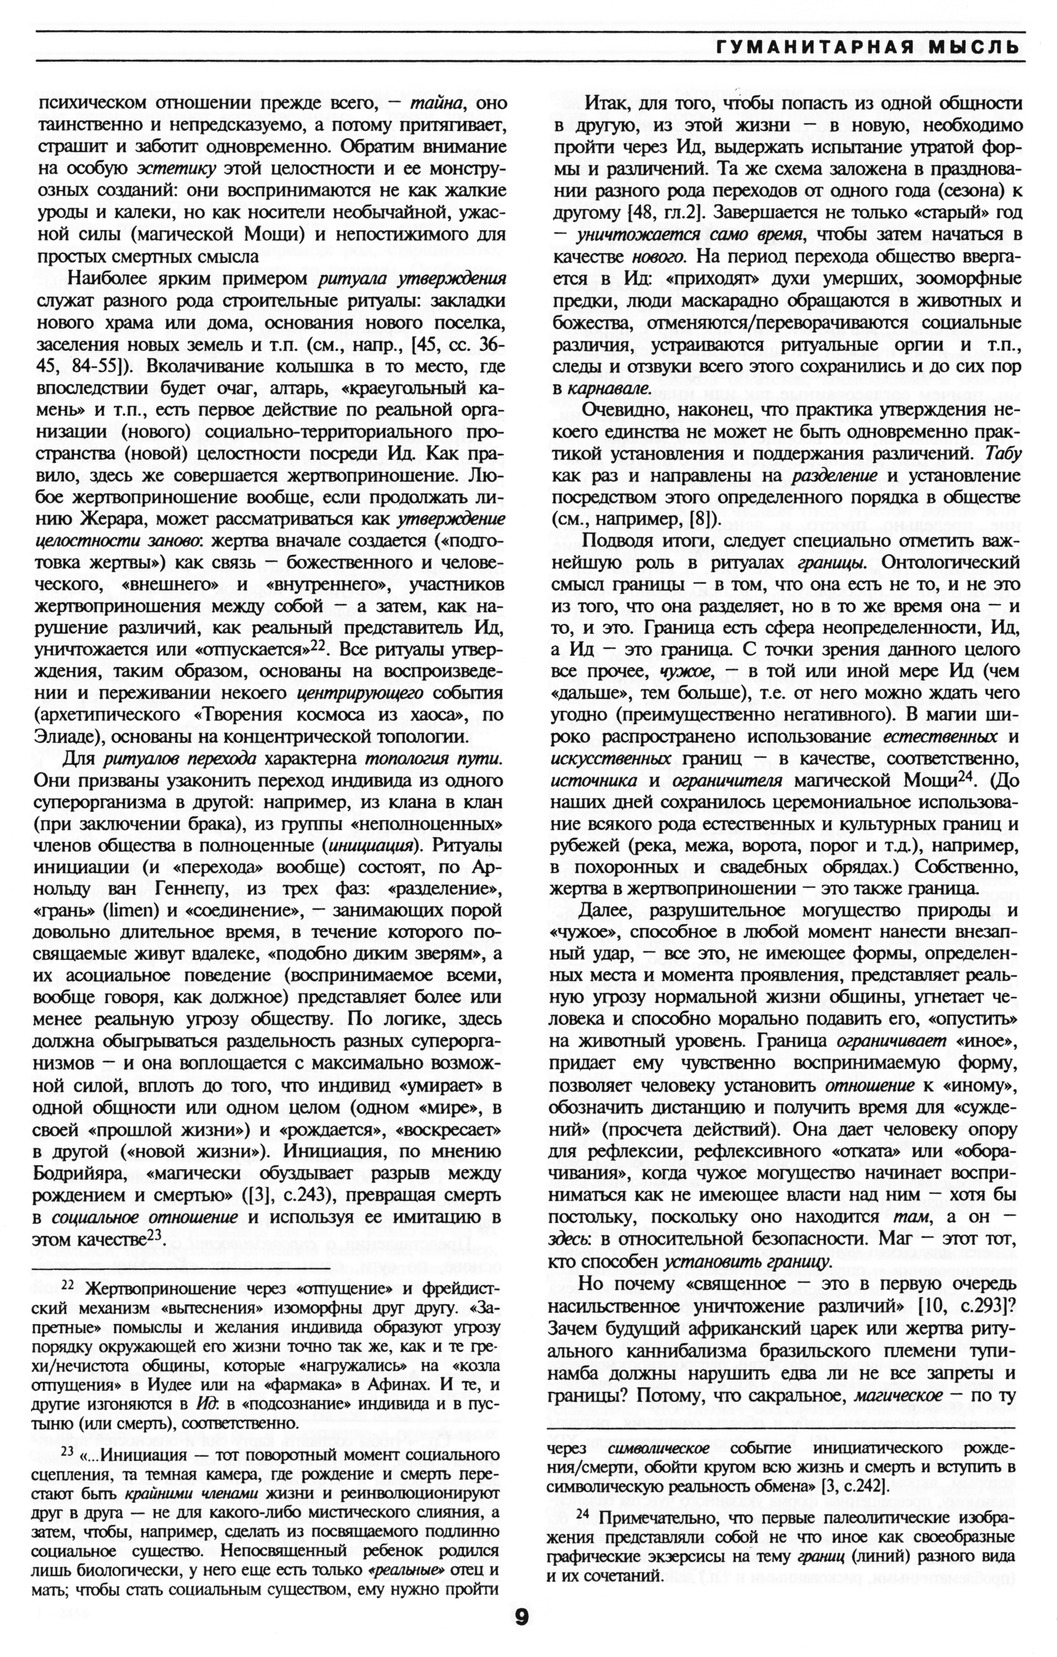 ГУМАНИТАРНАЯ МЫСЛЬ
психическом отношении прежде всего, — тайна, оно
таинственно и непредсказуемо, а потому притягивает,
страшит и заботит одновременно. Обратим внимание
на особую эстетику этой целостности и ее монстру-
озных созданий: они воспринимаются не как жалкие
уроды и калеки, но как носители необычайной, ужас-
ной силы (магической Мощи) и непостижимого для
простых смертных смысла
Наиболее ярким примером ритуала утверждения
служат разного рода строительные ритуалы: закладки
нового храма или дома, основания нового поселка,
заселения новых земель и т.п. (см., напр., [45, сс. 36-
45, 84-55]). Вколачивание колышка в то место, где
впоследствии будет очаг, алтарь, «краеугольный ка-
мень» и т.п., есть первое действие по реальной орга-
низации (нового) социально-территориального про-
странства (новой) целостности посреди Ид. Как пра-
вило, здесь же совершается жертвоприношение. Лю-
бое жертвоприношение вообще, если продолжать ли-
нию Жерара, может рассматриваться как утверждение
целостности заново: жертва вначале создается («подго-
товка жертвы») как связь — божественного и челове-
ческого, «внешнего» и «внутреннего», участников
жертвоприношения между собой — а затем, как на-
рушение различий, как реальный представитель Ид,
уничтожается или «отпускается»22. Все ритуалы утвер-
ждения, таким образом, основаны на воспроизведе-
нии и переживании некоего центрирующего события
(архетипического «Творения космоса из хаоса», по
Элиаде), основаны на концентрической топологии.
Для ритуалов перехода характерна топология пути.
Они призваны узаконить переход индивида из одного
суперорганизма в другой: например, из клана в клан
(при заключении брака), из группы «неполноценных»
членов общества в полноценные (инициация). Ритуалы
инициации (и «перехода» вообще) состоят, по Ар-
нольду ван Геннепу, из трех фаз: «разделение»,
«грань» (limen) и «соединение», — занимающих порой
довольно длительное время, в течение которого по-
свящаемые живут вдалеке, «подобно диким зверям», а
их асоциальное поведение (воспринимаемое всеми,
вообще говоря, как должное) представляет более или
менее реальную угрозу обществу. По логике, здесь
должна обыгрываться раздельность разных суперорга-
низмов — и она воплощается с максимально возмож-
ной силой, вплоть до того, что индивид «умирает» в
одной общности или одном целом (одном «мире», в
своей «прошлой жизни») и «рождается», «воскресает»
в другой («новой жизни»). Инициация, по мнению
Бодрийяра, «магически обуздывает разрыв между
рождением и смертью» ([3], с.243), превращая смерть
в социальное отношение и используя ее имитацию в
этом качестве23.
22 Жертвоприношение через «отпущение» и фрейдист-
ский механизм «вытеснения» изоморфны друг другу. «За-
претные» помыслы и желания индивида образуют угрозу
порядку окружающей его жизни точно так же, как и те гре-
хи/нечистота общины, которые «нагружались» на «козла
отпущения» в Иудее или на «фармака» в Афинах. И те, и
другие изгоняются в Ид: в «подсознание» индивида и в пус-
тыню (или смерть), соответственно.
23 «...Инициация — тот поворотный момент социального
сцепления, та темная камера, где рождение и смерть пере-
стают быть крайними членами жизни и реинволюционируют
друг в друга — не для какого-либо мистического слияния, а
затем, чтобы, например, сделать из посвящаемого подлинно
социальное существо. Непосвященный ребенок родился
лишь биологически, у него еще есть только «реальные» отец и
мать; чтобы стать социальным существом, ему нужно пройти
Итак, для того, чтобы попасть из одной общности
в другую, из этой жизни — в новую, необходимо
пройти через Ид, выдержать испытание утратой фор-
мы и различений. Та же схема заложена в празднова-
нии разного рода переходов от одного года (сезона) к
другому [48, гл.2]. Завершается не только «старый» год
— уничтожается само время, чтобы затем начаться в
качестве нового. На период перехода общество вверга-
ется в Ид: «приходят» духи умерших, зооморфные
предки, люди маскарадно обращаются в животных и
божества, отменяются/переворачиваются социальные
различия, устраиваются ритуальные оргии и т.п.,
следы и отзвуки всего этого сохранились и до сих пор
в карнавале.
Очевидно, наконец, что практика утверждения не-
коего единства не может не быть одновременно прак-
тикой установления и поддержания различений. Табу
как раз и направлены на разделение и установление
посредством этого определенного порядка в обществе
(см., например, [8]).
Подводя итоги, следует специально отметить важ-
нейшую роль в ритуалах границы. Онтологический
смысл границы — в том, что она есть не то, и не это
из того, что она разделяет, но в то же время она — и
то, и это. Граница есть сфера неопределенности, Ид,
а Ид — это граница. С точки зрения данного целого
все прочее, чужое, — в той или иной мере Ид (чем
«дальше», тем больше), т.е. от него можно ждать чего
угодно (преимущественно негативного). В магии ши-
роко распространено использование естественных и
искусственных границ — в качестве, соответственно,
источника и ограничителя магической Мощи24. (До
наших дней сохранилось церемониальное использова-
ние всякого рода естественных и культурных границ и
рубежей (река, межа, ворота, порог и т.д.), например,
в похоронных и свадебных обрядах.) Собственно,
жертва в жертвоприношении — это также граница.
Далее, разрушительное могущество природы и
«чужое», способное в любой момент нанести внезап-
ный удар, — все это, не имеющее формы, определен-
ных места и момента проявления, представляет реаль-
ную угрозу нормальной жизни общины, угнетает че-
ловека и способно морально подавить его, «опустить»
на животный уровень. Граница ограничивает «иное»,
придает ему чувственно воспринимаемую форму,
позволяет человеку установить отношение к «иному»,
обозначить дистанцию и получить время для «сужде-
ний» (просчета действий). Она дает человеку опору
для рефлексии, рефлексивного «отката» или «обора-
чивания», когда чужое могущество начинает воспри-
ниматься как не имеющее власти над ним — хотя бы
постольку, поскольку оно находится там, а он —
здесь: в относительной безопасности. Маг — этот тот,
кто способен установить границу.
Но почему «священное — это в первую очередь
насильственное уничтожение различий» [10, с.293]?
Зачем будущий африканский царек или жертва риту-
ального каннибализма бразильского племени тупи-
намба должны нарушить едва ли не все запреты и
границы? Потому, что сакральное, магическое — по ту
через символическое событие инициатического рожде-
ния/смерти, обойти кругом всю жизнь и смерть и вступить в
символическую реальность обмена» [3, с.242].
24 Примечательно, что первые палеолитические изобра-
жения представляли собой не что иное как своеобразные
графические экзерсисы на тему границ (линий) разного вида
и их сочетаний.
9